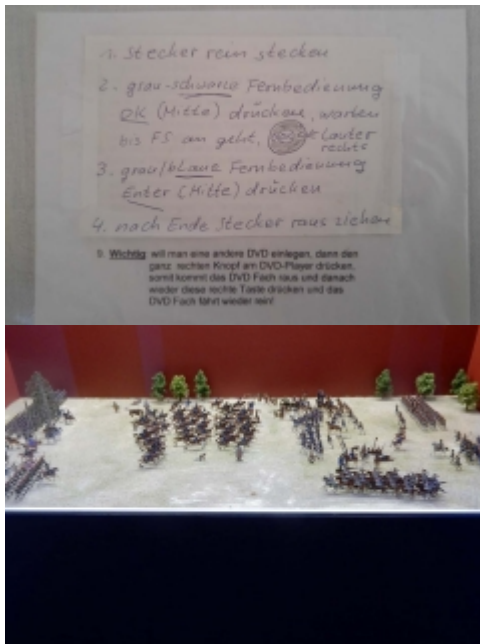 1. Stecker rein stecken
2. grau-schwarze Fernbedienung
OK (Mitte) drücken, warten
bis FS an geht, Lauter
rechts
3. grau/blaue Fernbedienung
Enter (Mitte) drücken
4. nach Ende Stecker raus ziehen
9. Wichtig will man eine andere DVD einlegen, dann den
ganz rechten Knopf am DVD-Player drücken,
somit kommt das DVD Fach raus und danach
wieder diese rechte Taste drücken und das
DVD Fach fährt wieder rein!